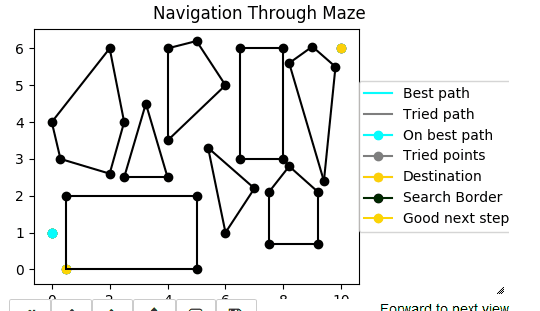 Navigation Through Maze
6
5
4
3
2
1
0
0 2 4 6 8 10
Best path
Tried path
On best path
Tried points
Destination
Search Border
Good next step
Forward to next view